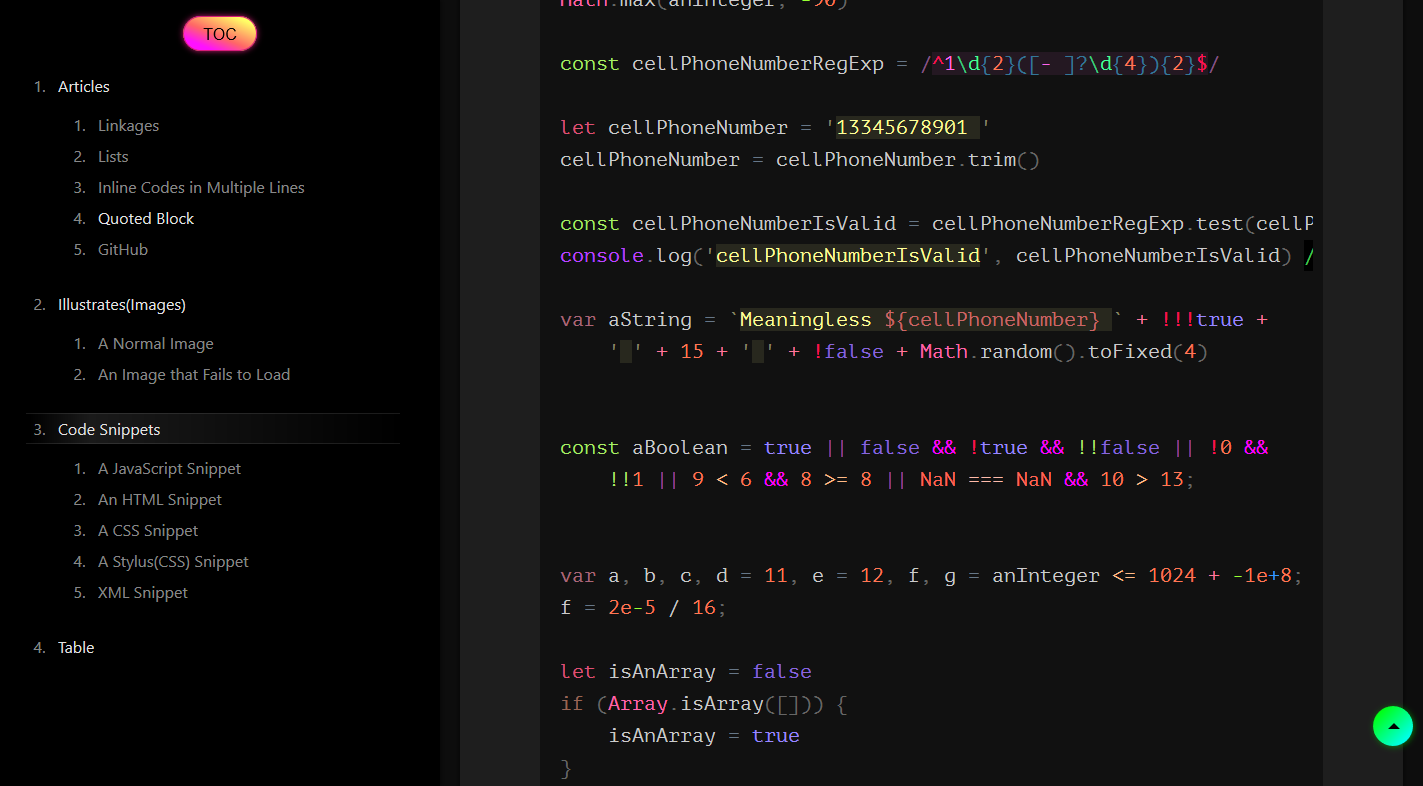 TOC
1. Articles
1. Linkages
2. Lists
3. Inline Codes in Multiple Lines
4. Quoted Block
5. GitHub
2. Illustrates(Images)
1. A Normal Image
2. An Image that Fails to Load
3. Code Snippets
1. A JavaScript Snippet
2. An HTML Snippet
3. A CSS Snippet
4. A Stylus(CSS) Snippet
5. XML Snippet
4. Table
Math.max(anInteger, -90)
const cellPhoneNumberRegExp = /^1\d{2}([- ]?\d{4}){2}$/
let cellPhoneNumber = '13345678901 '
cellPhoneNumber = cellPhoneNumber.trim()
const cellPhoneNumberIsValid = cellPhoneNumberRegExp.test(cellP
console.log('cellPhoneNumberIsValid', cellPhoneNumberIsValid) /
var aString = `Meaningless ${cellPhoneNumber} ` + !!!true +
    ' ' + 15 + ' ' + !false + Math.random().toFixed(4)
const aBoolean = true || false && !true && !!false || !0 &&
    !!1 || 9 < 6 && 8 >= 8 || NaN === NaN && 10 > 13;
var a, b, c, d = 11, e = 12, f, g = anInteger <= 1024 + -1e+8;
f = 2e-5 / 16;
let isAnArray = false
if (Array.isArray([])) {
    isAnArray = true
}